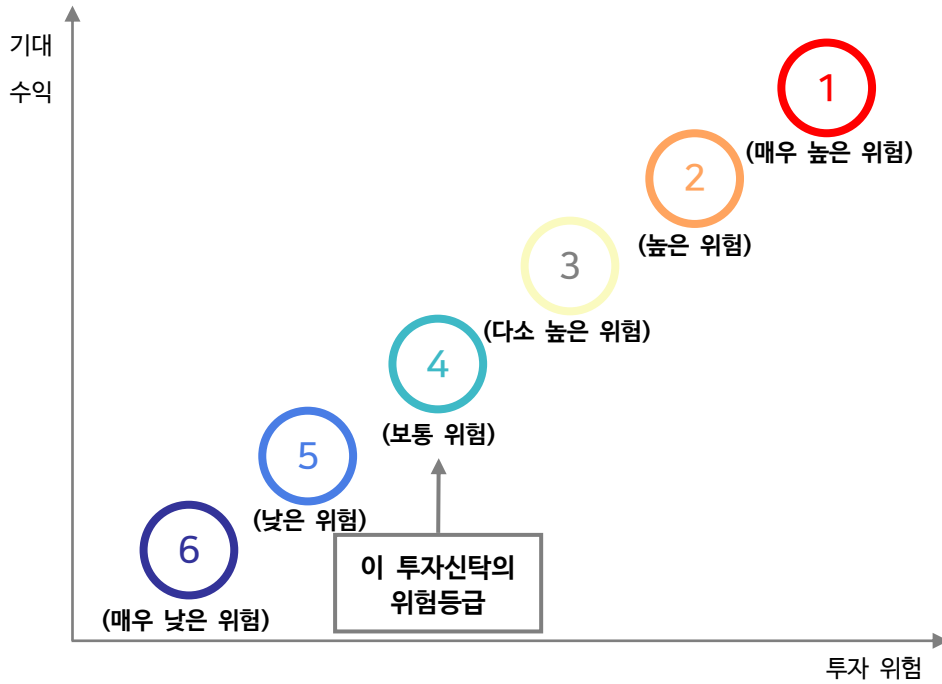 기대
수익
1
(매우 높은 위험)
2
(높은 위험)
3
(다소 높은 위험)
4
(보통 위험)
5
(낮은 위험)
6
(매우 낮은 위험)
이 투자신탁의
위험등급
투자 위험